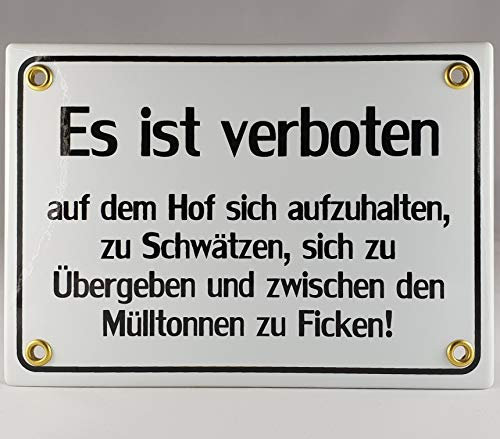 Es ist verboten
auf dem Hof sich aufzuhalten,
zu Schwätzen, sich zu
Übergeben und zwischen den
Mülltonnen zu Ficken!